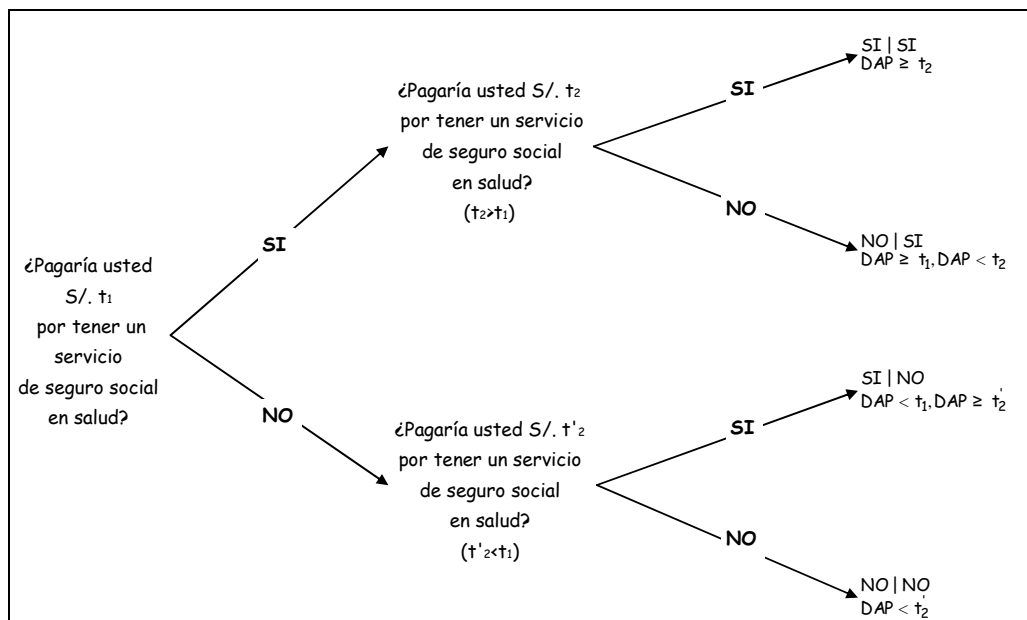 ¿Pagaría usted
S/. t₁
por tener un
servicio
de seguro social
en salud?
SI
NO
¿Pagaría usted S/. t₂
por tener un servicio
de seguro social
en salud?
(t₂>t₁)
SI
NO
SI | SI
DAP ≥ t₂
NO | SI
DAP ≥ t₁, DAP < t₂
¿Pagaría usted S/. t'₂
por tener un servicio
de seguro social
en salud?
(t'₂<t₁)
SI
NO
SI | NO
DAP < t₁, DAP ≥ t'₂
NO | NO
DAP < t'₂